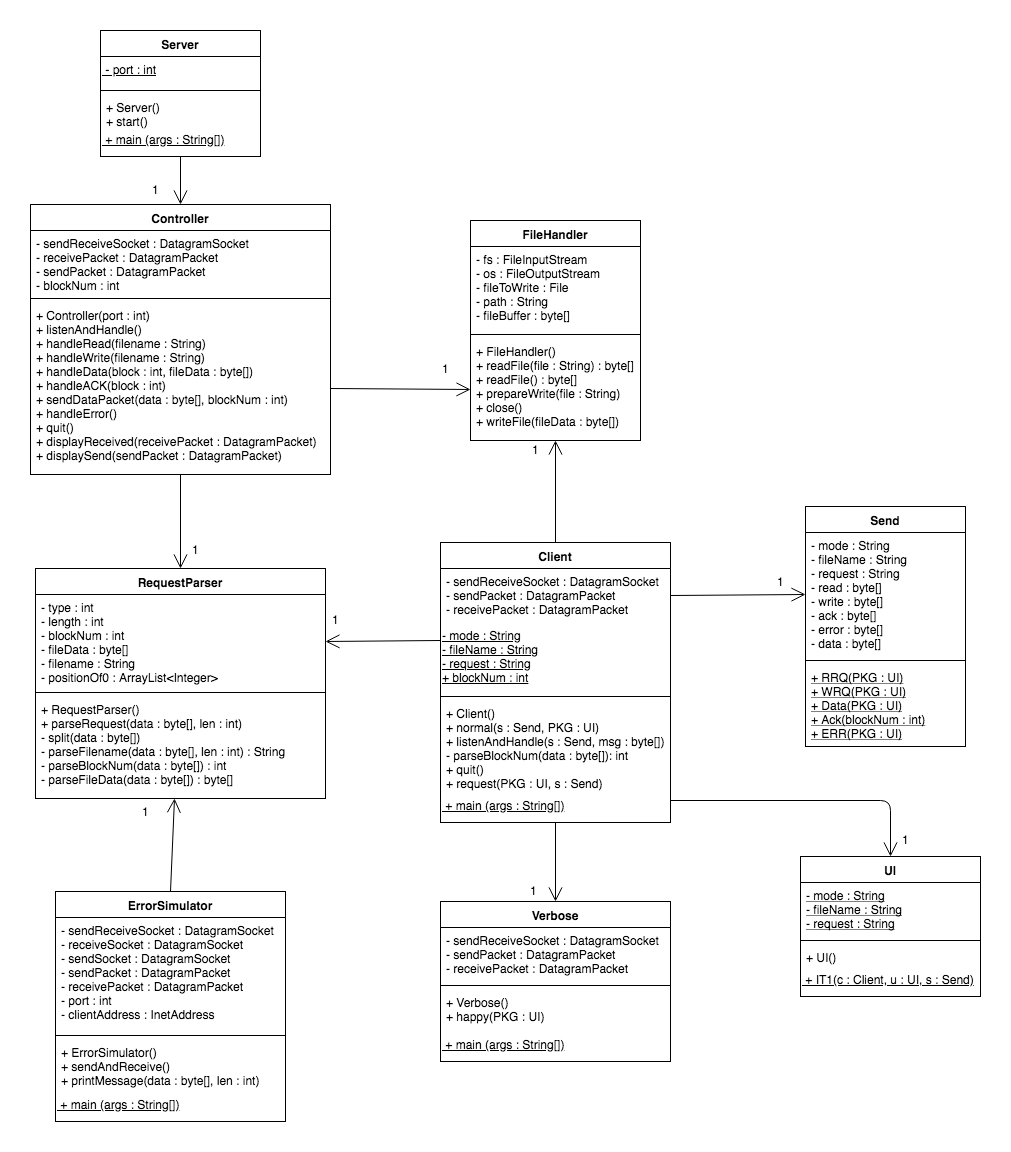 Server
- port : int
+ Server()
+ start()
+ main (args : String[])
1
Controller
- sendReceiveSocket : DatagramSocket
- receivePacket : DatagramPacket
- sendPacket : DatagramPacket
- blockNum : int
+ Controller(port : int)
+ listenAndHandle()
+ handleRead(filename : String)
+ handleWrite(filename : String)
+ handleData(block : int, fileData : byte[])
+ handleACK(block : int)
+ sendDataPacket(data : byte[], blockNum : int)
+ handleError()
+ quit()
+ displayReceived(receivePacket : DatagramPacket)
+ displaySend(sendPacket : DatagramPacket)
1
FileHandler
- fs : FileInputStream
- os : FileOutputStream
- fileToWrite : File
- path : String
- fileBuffer : byte[]
+ FileHandler()
+ readFile(file : String) : byte[]
+ readFile() : byte[]
+ prepareWrite(file : String)
+ close()
+ writeFile(fileData : byte[])
1
1
RequestParser
- type : int
- length : int
- blockNum : int
- fileData : byte[]
- filename : String
- positionOf0 : ArrayList<Integer>
+ RequestParser()
+ parseRequest(data : byte[], len : int)
- split(data : byte[])
- parseFilename(data : byte[], len : int) : String
- parseBlockNum(data : byte[]) : int
- parseFileData(data : byte[]) : byte[]
1
Client
- sendReceiveSocket : DatagramSocket
- sendPacket : DatagramPacket
- receivePacket : DatagramPacket
- mode : String
- fileName : String
- request : String
+ blockNum : int
+ Client()
+ normal(s : Send, PKG : UI)
+ listenAndHandle(s : Send, msg : byte[])
- parseBlockNum(data : byte[]): int
+ quit()
+ request(PKG : UI, s : Send)
+ main (args : String[])
1
Send
- mode : String
- fileName : String
- request : String
- read : byte[]
- write : byte[]
- ack : byte[]
- error : byte[]
- data : byte[]
+ RRQ(PKG : UI)
+ WRQ(PKG : UI)
+ Data(PKG : UI)
+ Ack(blockNum : int)
+ ERR(PKG : UI)
1
ErrorSimulator
- sendReceiveSocket : DatagramSocket
- receiveSocket : DatagramSocket
- sendSocket : DatagramSocket
- sendPacket : DatagramPacket
- receivePacket : DatagramPacket
- port : int
- clientAddress : InetAddress
+ ErrorSimulator()
+ sendAndReceive()
+ printMessage(data : byte[], len : int)
+ main (args : String[])
1
Verbose
- sendReceiveSocket : DatagramSocket
- sendPacket : DatagramPacket
- receivePacket : DatagramPacket
+ Verbose()
+ happy(PKG : UI)
+ main (args : String[])
1
UI
- mode : String
- fileName : String
- request : String
+ UI()
+ IT1(c : Client, u : UI, s : Send)